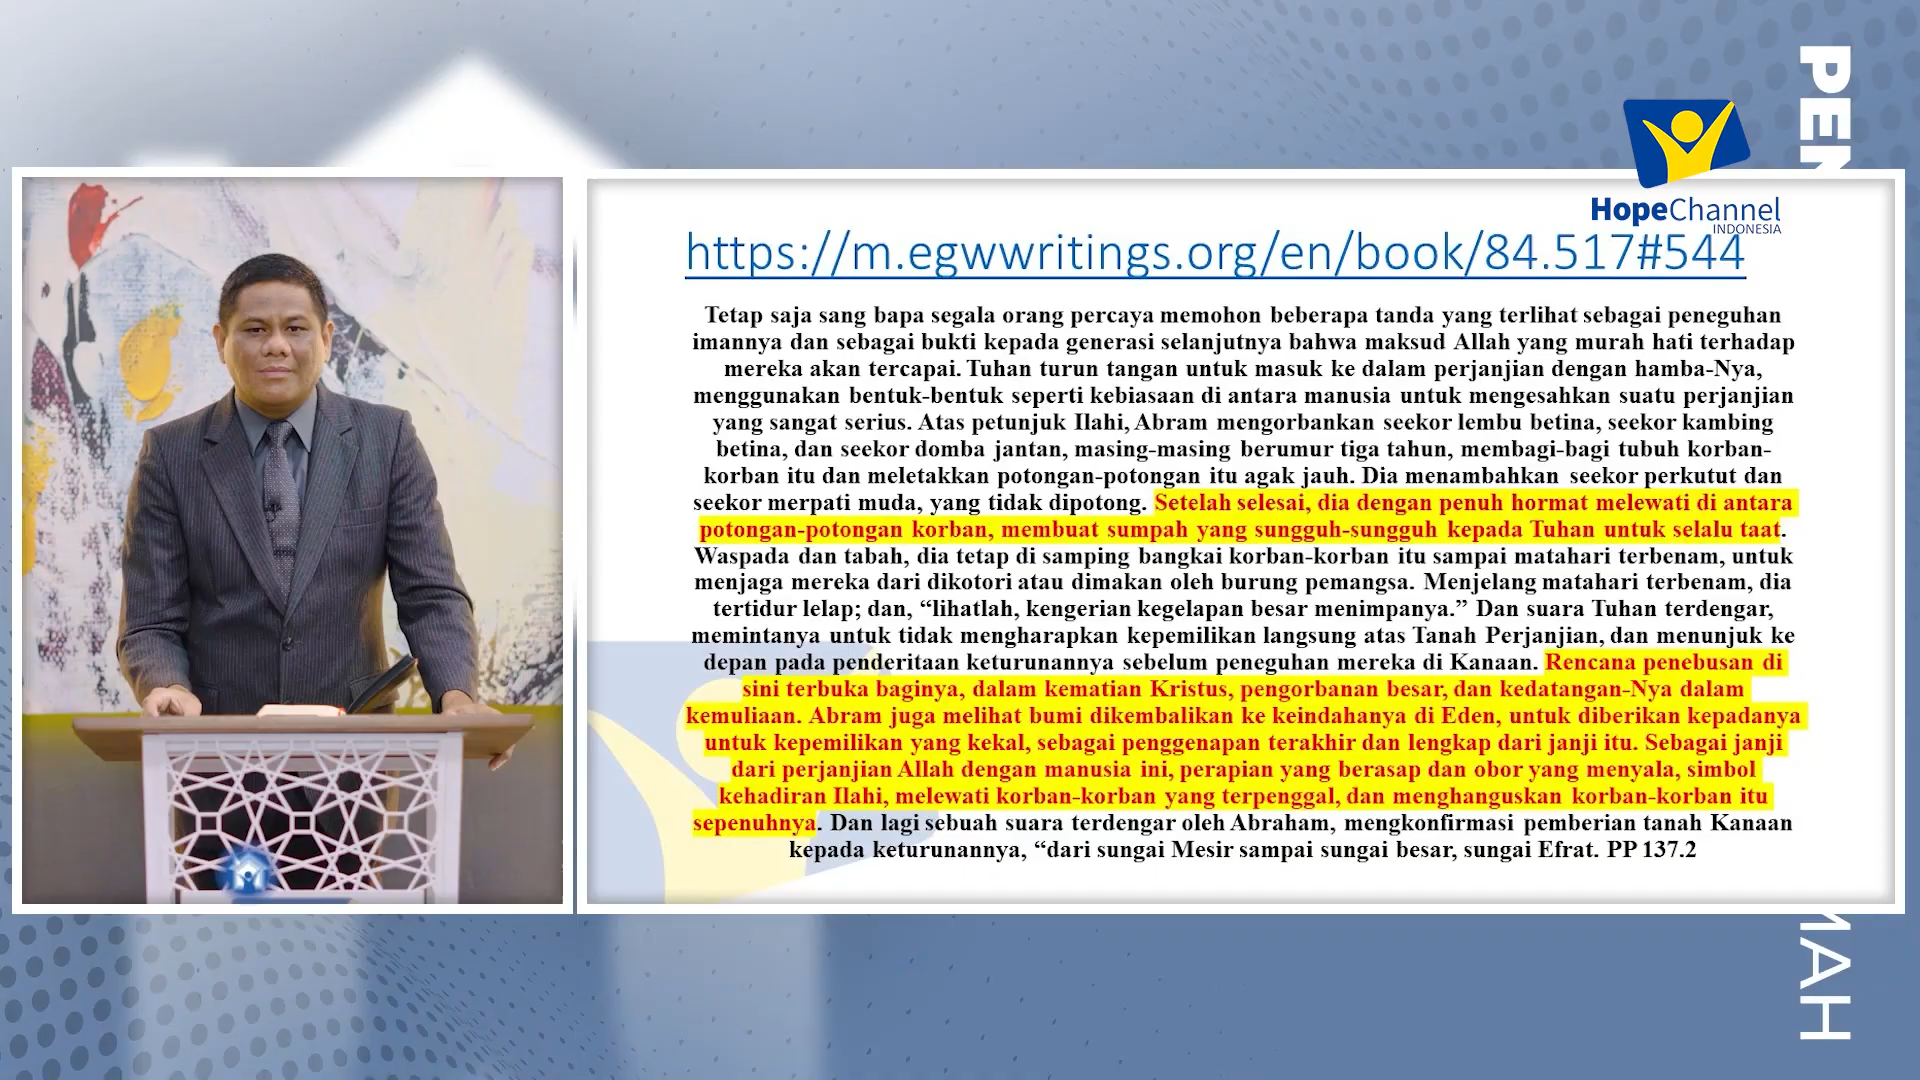 PEN
HopeChannel
INDONESIA
https://m.egwwritings.org/en/book/84.517#544
Tetap saja sang bapa segala orang percaya memohon beberapa tanda yang terlihat sebagai peneguhan
imannya dan sebagai bukti kepada generasi selanjutnya bahwa maksud Allah yang murah hati terhadap
mereka akan tercapai. Tuhan turun tangan untuk masuk ke dalam perjanjian dengan hamba-Nya,
menggunakan bentuk-bentuk seperti kebiasaan di antara manusia untuk mengesahkan suatu perjanjian
yang sangat serius. Atas petunjuk Ilahi, Abram mengorbankan seekor lembu betina, seekor kambing
betina, dan seekor domba jantan, masing-masing berumur tiga tahun, membagi-bagi tubuh korban-
korban itu dan meletakkan potongan-potongan itu agak jauh. Dia menambahkan seekor perkutut dan
seekor merpati muda, yang tidak dipotong. Setelah selesai, dia dengan penuh hormat melewati di antara
potongan-potongan korban, membuat sumpah yang sungguh-sungguh kepada Tuhan untuk selalu taat.
Waspada dan tabah, dia tetap di samping bangkai korban-korban itu sampai matahari terbenam, untuk
menjaga mereka dari dikotori atau dimakan oleh burung pemangsa. Menjelang matahari terbenam, dia
tertidur lelap; dan, “lihatlah, kengerian kegelapan besar menimpanya.” Dan suara Tuhan terdengar,
memintanya untuk tidak mengharapkan kepemilikan langsung atas Tanah Perjanjian, dan menunjuk ke
depan pada penderitaan keturunannya sebelum peneguhan mereka di Kanaan. Rencana penebusan di
sini terbuka baginya, dalam kematian Kristus, pengorbanan besar, dan kedatangan-Nya dalam
kemuliaan. Abram juga melihat bumi dikembalikan ke keindahanya di Eden, untuk diberikan kepadanya
untuk kepemilikan yang kekal, sebagai penggenapan terakhir dan lengkap dari janji itu. Sebagai janji
dari perjanjian Allah dengan manusia ini, perapian yang berasap dan obor yang menyala, simbol
kehadiran Ilahi, melewati korban-korban yang terpenggal, dan menghanguskan korban-korban itu
sepenuhnya. Dan lagi sebuah suara terdengar oleh Abraham, mengkonfirmasi pemberian tanah Kanaan
kepada keturunannya, “dari sungai Mesir sampai sungai besar, sungai Efrat. PP 137.2
MAH